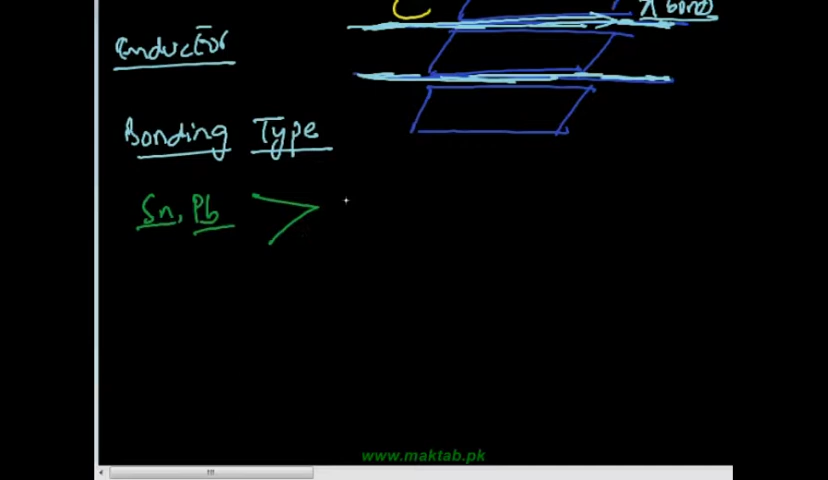 C
π bond
Conductor
Bonding Type
Sn, Pb >
www.maktab.pk